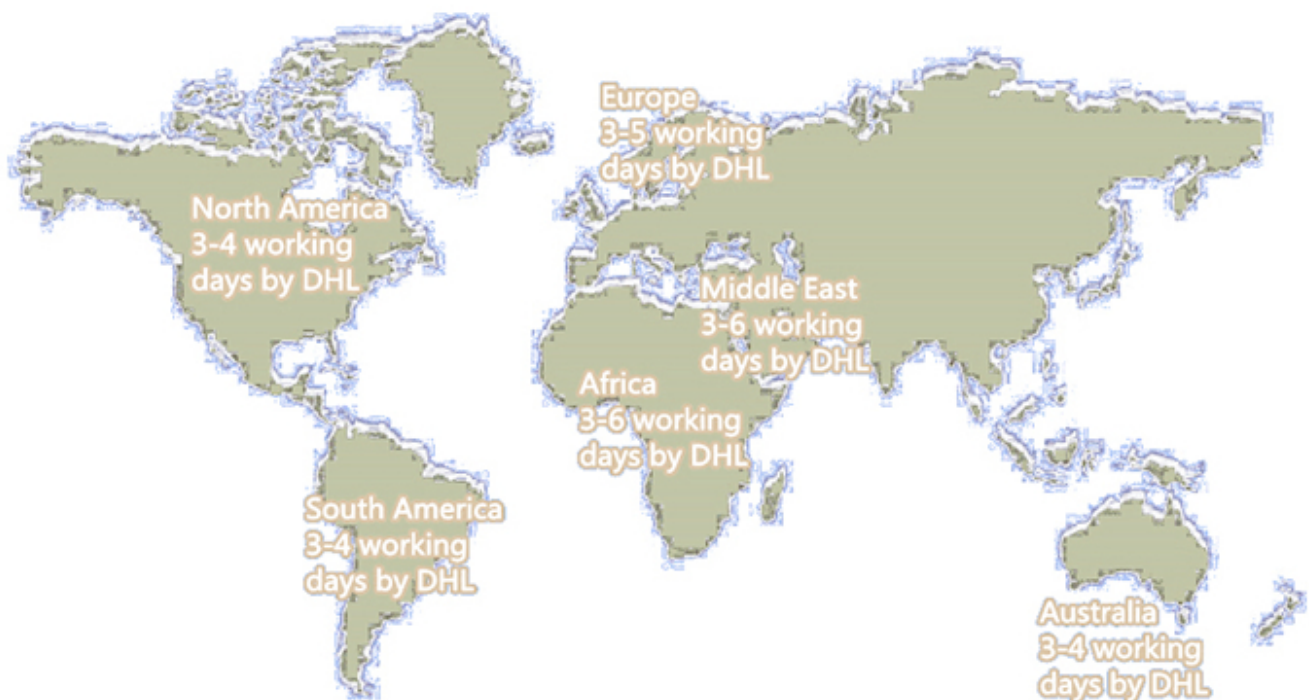 Europe
3-5 working
days by DHL
North America
3-4 working
days by DHL
Middle East
3-6 working
days by DHL
Africa
3-6 working
days by DHL
South America
3-4 working
days by DHL
Australia
3-4 working
days by DHL